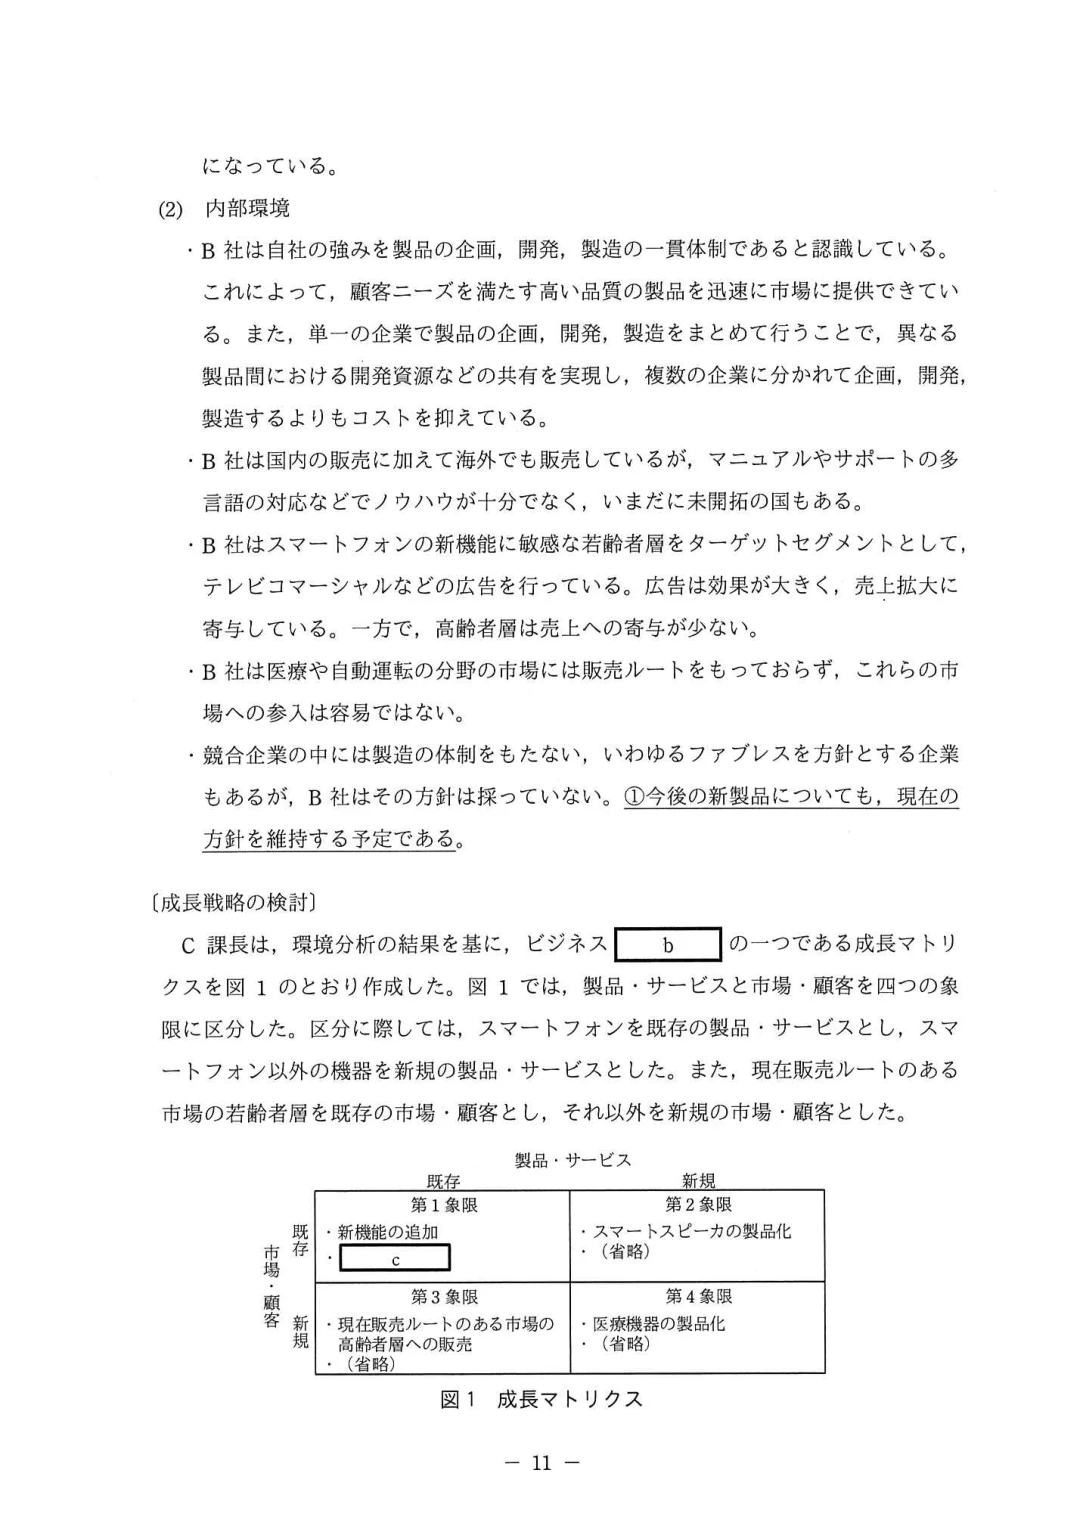 になっている。
(2) 内部環境
・B 社は自社の強みを製品の企画，開発，製造の一貫体制であると認識している。
これによって，顧客ニーズを満たす高い品質の製品を迅速に市場に提供できてい
る。また，単一の企業で製品の企画，開発，製造をまとめて行うことで，異なる
製品間における開発資源などの共有を実現し，複数の企業に分かれて企画，開発，
製造するよりもコストを抑えている。
・B 社は国内の販売に加えて海外でも販売しているが，マニュアルやサポートの多
言語の対応などでノウハウが十分でなく，いまだに未開拓の国もある。
・B 社はスマートフォンの新機能に敏感な若齢者層をターゲットセグメントとして，
テレビコマーシャルなどの広告を行っている。広告は効果が大きく，売上拡大に
寄与している。一方で，高齢者層は売上への寄与が少ない。
・B 社は医療や自動運転の分野の市場には販売ルートをもっておらず，これらの市
場への参入は容易ではない。
・競合企業の中には製造の体制をもたない，いわゆるファブレスを方針とする企業
もあるが，B 社はその方針は採っていない。①今後の新製品についても，現在の
方針を維持する予定である。
〔成長戦略の検討〕
C 課長は，環境分析の結果を基に，ビジネス b の一つである成長マトリ
クスを図 1 のとおり作成した。図 1 では，製品・サービスと市場・顧客を四つの象
限に区分した。区分に際しては，スマートフォンを既存の製品・サービスとし，スマ
ートフォン以外の機器を新規の製品・サービスとした。また，現在販売ルートのある
市場の若齢者層を既存の市場・顧客とし，それ以外を新規の市場・顧客とした。
製品・サービス
既存 新規
市場・顧客
既存
第１象限
・新機能の追加
・ c
第２象限
・スマートスピーカの製品化
・（省略）
新規
第３象限
・現在販売ルートのある市場の
高齢者層への販売
・（省略）
第４象限
・医療機器の製品化
・（省略）
図１ 成長マトリクス
－ 11 －